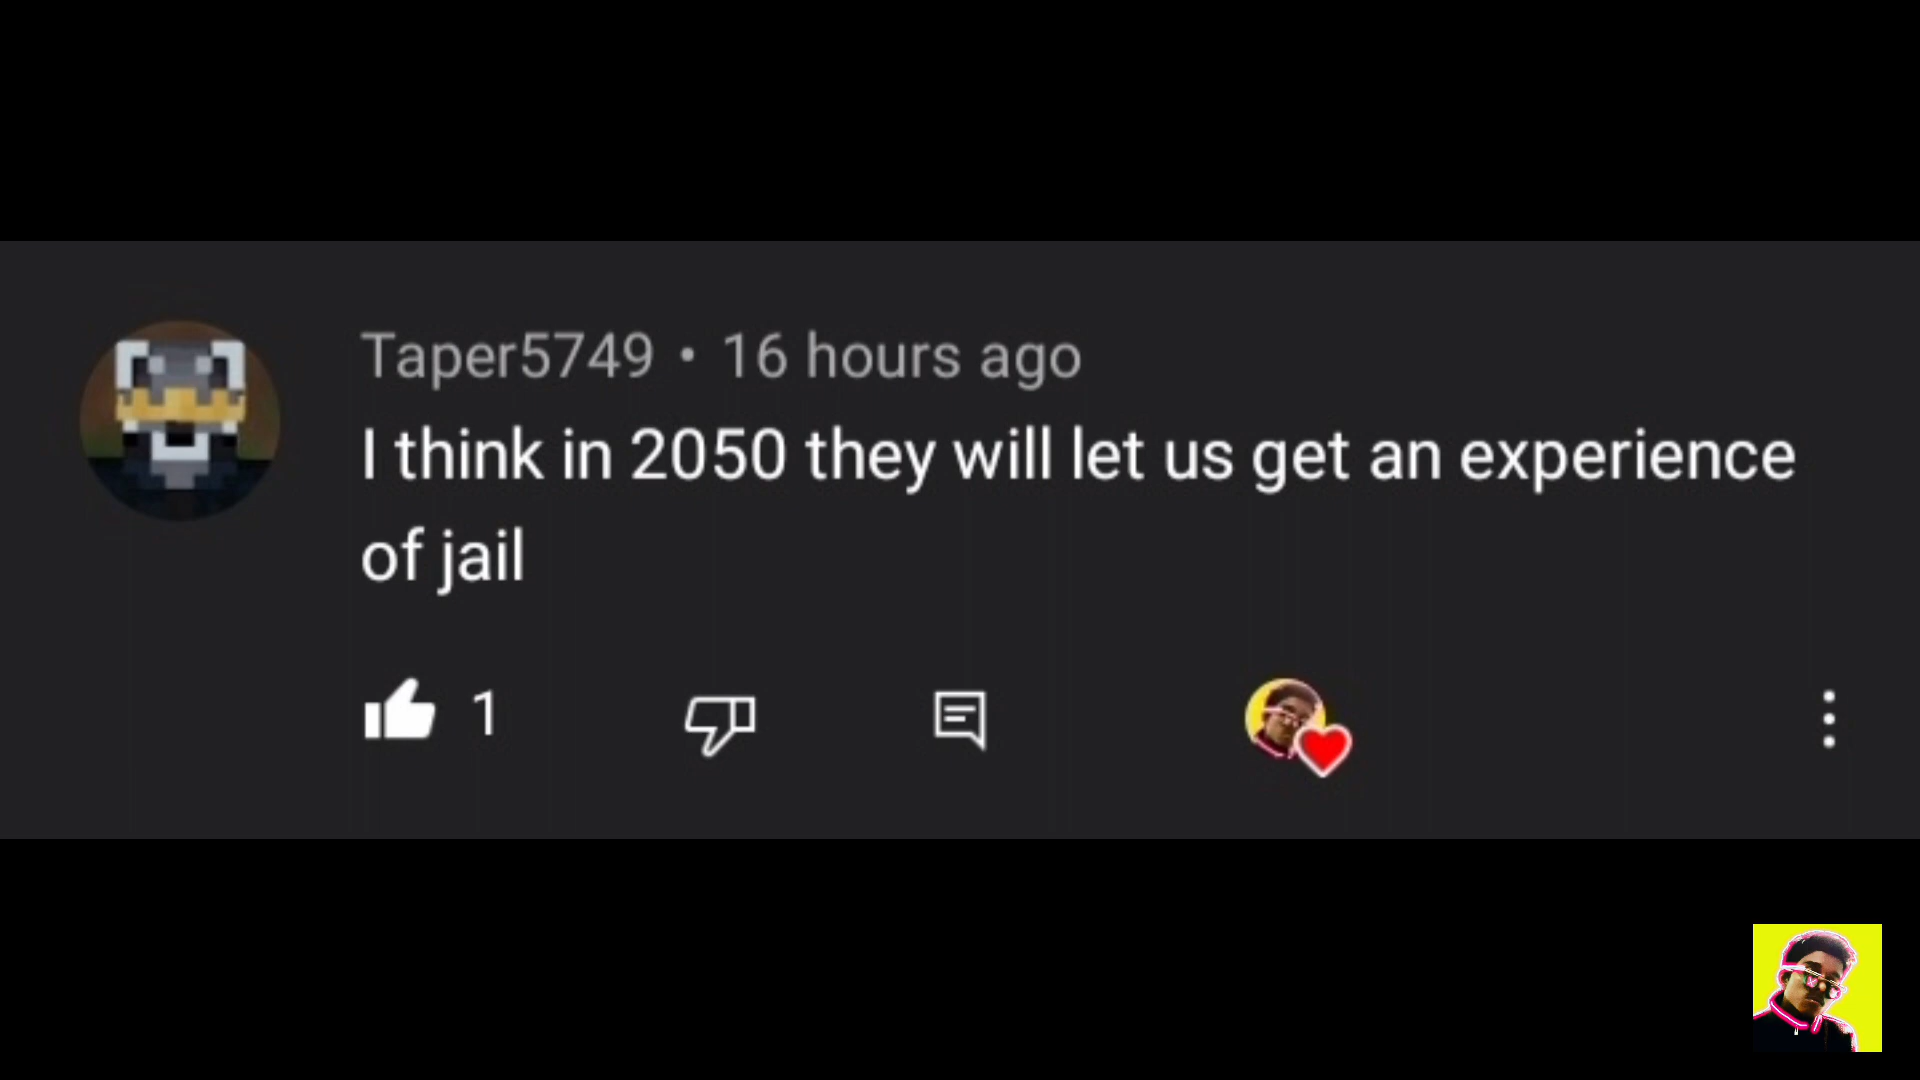 Taper5749 • 16 hours ago
I think in 2050 they will let us get an experience
of jail
1